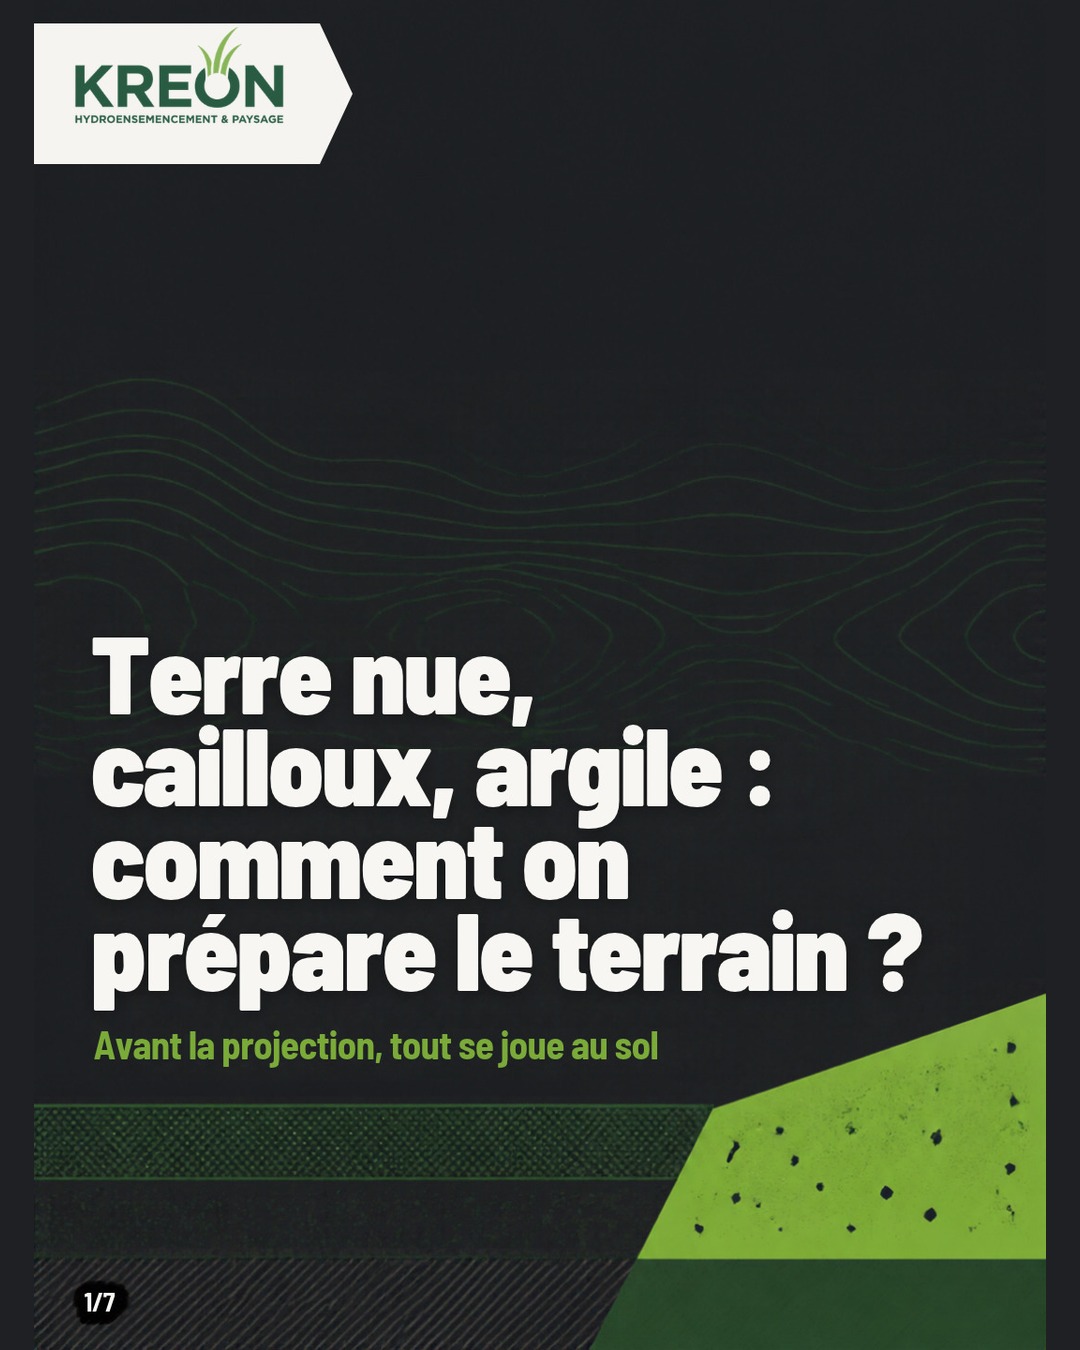 KREON
HYDROENSEMENCEMENT & PAYSAGE
Terre nue,
cailloux, argile :
comment on
prépare le terrain ?
Avant la projection, tout se joue au sol
1/7